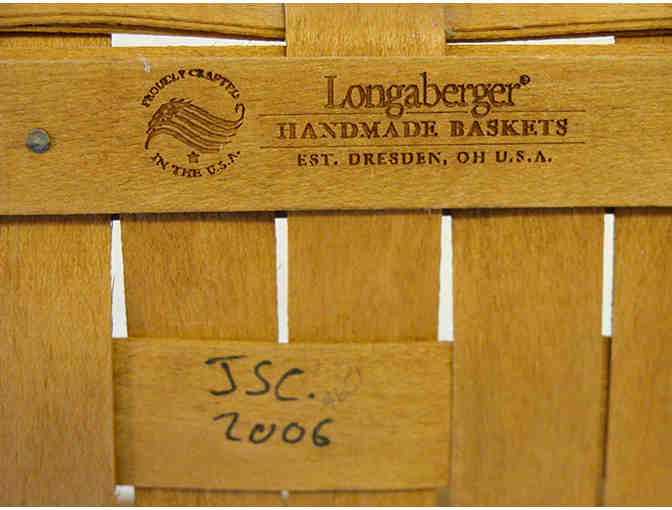 PROUDLY CRAFTED
IN THE U.S.A.
Longaberger®
HANDMADE BASKETS
EST. DRESDEN, OH U.S.A.
JSC.
2006